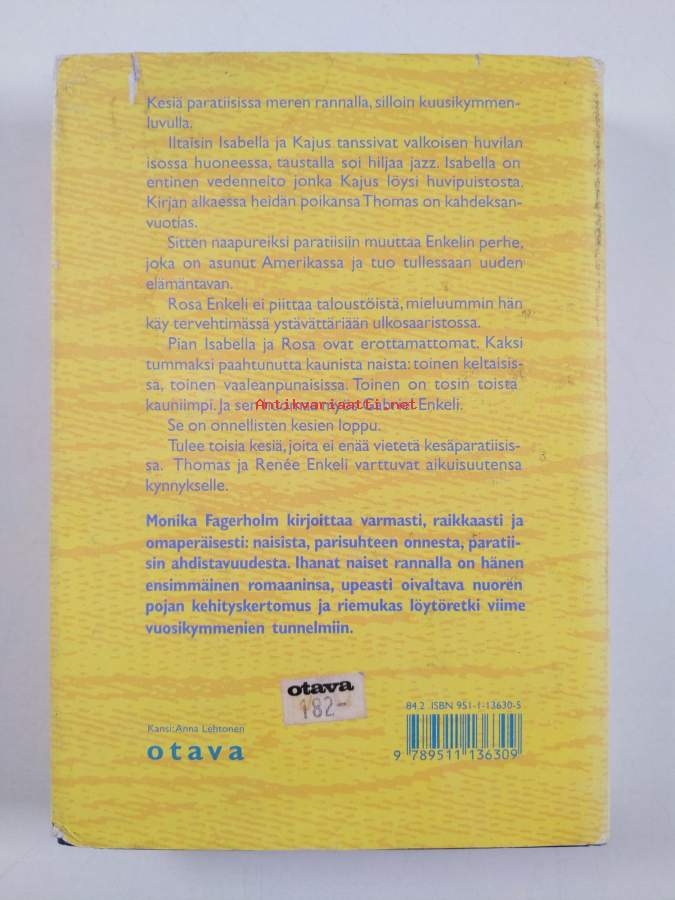 Kesiä paratiisissa meren rannalla, silloin kuusikymmen-
luvulla.
Iltaisin Isabella ja Kajus tanssivat valkoisen huvilan
isossa huoneessa, taustalla soi hiljaa jazz. Isabella on
entinen vedenneito jonka Kajus löysi huvipuistosta.
Kirjan alkaessa heidän poikansa Thomas on kahdeksan-
vuotias.
Sitten naapureiksi paratiisiin muuttaa Enkelin perhe,
joka on asunut Amerikassa ja tuo tullessaan uuden
elämäntavan.
Rosa Enkeli ei piittaa taloustöistä, mieluummin hän
käy tervehtimässä ystävättäriään ulkosaaristossa.
Pian Isabella ja Rosa ovat erottamattomat. Kaksi
tummaksi paahtunutta kaunista naista: toinen keltaisis-
sa, toinen vaaleanpunaisissa. Toinen on tosin toista
kauniimpi. Ja sen Enkeli.
Antikvariaatti.net
Se on onnellisten kesien loppu.
Tulee toisia kesiä, joita ei enää vietetä kesäparatiisis-
sa. Thomas ja Renée Enkeli varttuvat aikuisuutensa
kynnykselle.
Monika Fagerholm kirjoittaa varmasti, raikkaasti ja
omaperäisesti: naisista, parisuhteen onnesta, paratii-
sin ahdistavuudesta. Ihanat naiset rannalla on hänen
ensimmäinen romaaninsa, upeasti oivaltava nuoren
pojan kehityskertomus ja riemukas löytöretki viime
vuosikymmenien tunnelmiin.
otava
182-
84.2 ISBN 951-1-13630-5
Kansi: Anna Lehtonen
otava
9 789511 136309